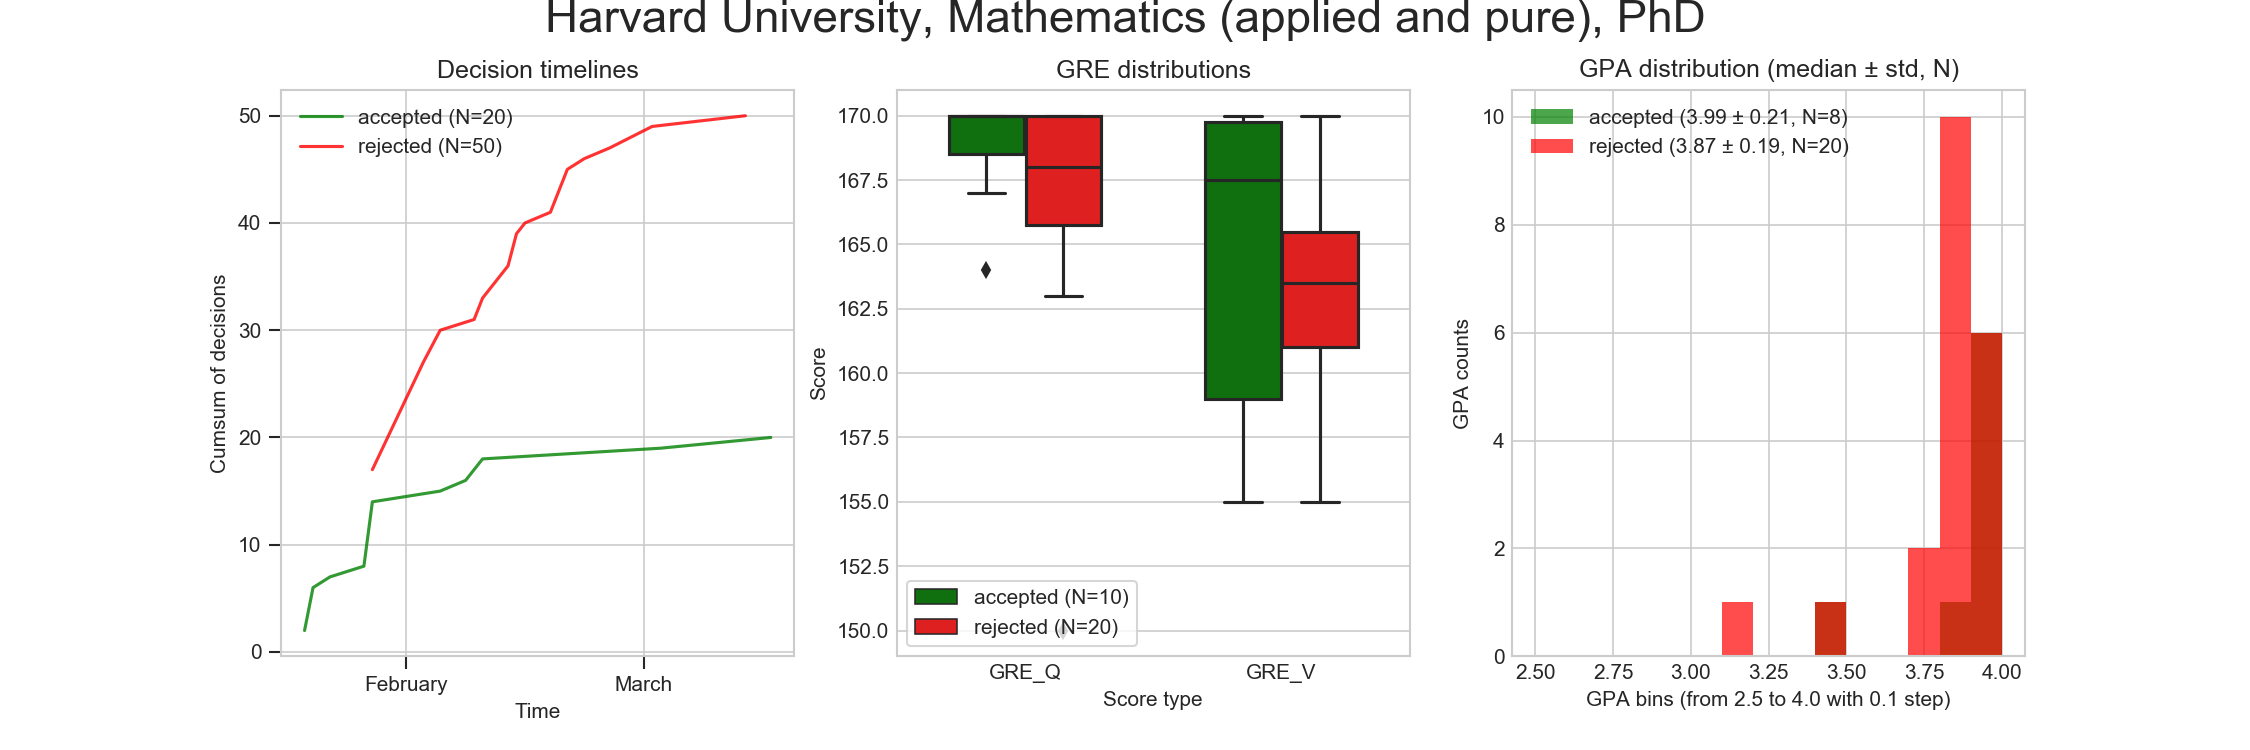 Harvard University, Mathematics (applied and pure), PhD
Decision timelines
accepted (N=20)
rejected (N=50)
50
40
30
20
10
0
Cumsum of decisions
February
March
Time
GRE distributions
170.0
167.5
165.0
162.5
160.0
157.5
155.0
152.5
150.0
Score
accepted (N=10)
rejected (N=20)
GRE_Q
GRE_V
Score type
GPA distribution (median ± std, N)
accepted (3.99 ± 0.21, N=8)
rejected (3.87 ± 0.19, N=20)
10
8
6
4
2
0
GPA counts
2.50
2.75
3.00
3.25
3.50
3.75
4.00
GPA bins (from 2.5 to 4.0 with 0.1 step)